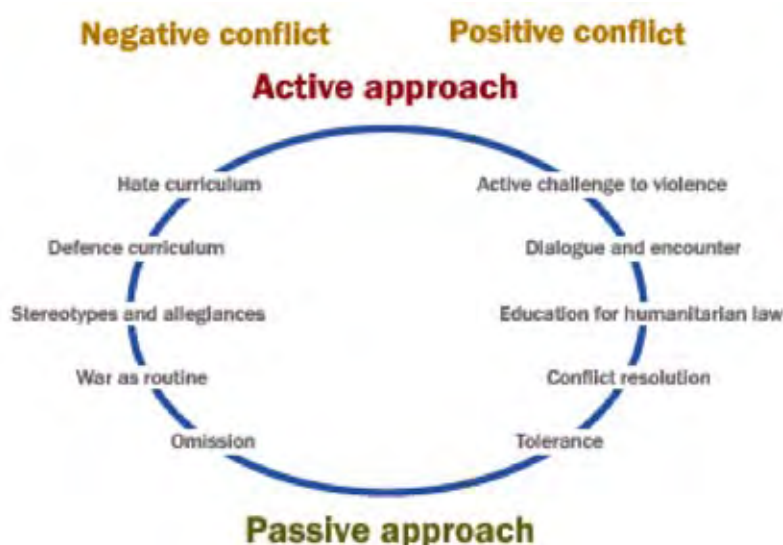 Negative conflict
Positive conflict
Active approach
Hate curriculum
Active challenge to violence
Defence curriculum
Dialogue and encounter
Stereotypes and allegiances
Education for humanitarian law
War as routine
Conflict resolution
Omission
Tolerance
Passive approach